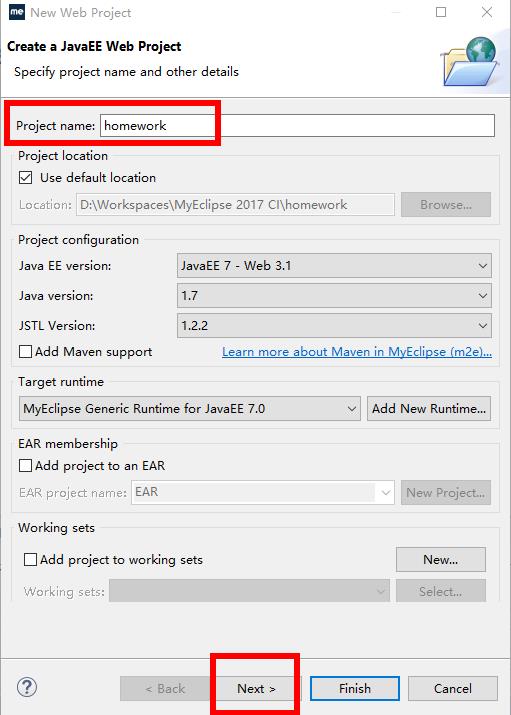 me New Web Project
Create a JavaEE Web Project
Specify project name and other details
Project name: homework
Project location
Use default location
Location: D:\Workspaces\MyEclipse 2017 CI\homework Browse...
Project configuration
Java EE version: JavaEE 7 - Web 3.1
Java version: 1.7
JSTL Version: 1.2.2
Add Maven support Learn more about Maven in MyEclipse (m2e)...
Target runtime
MyEclipse Generic Runtime for JavaEE 7.0 Add New Runtime...
EAR membership
Add project to an EAR
EAR project name: EAR New Project...
Working sets
Add project to working sets New...
Working sets: Select...
? < Back Next > Finish Cancel